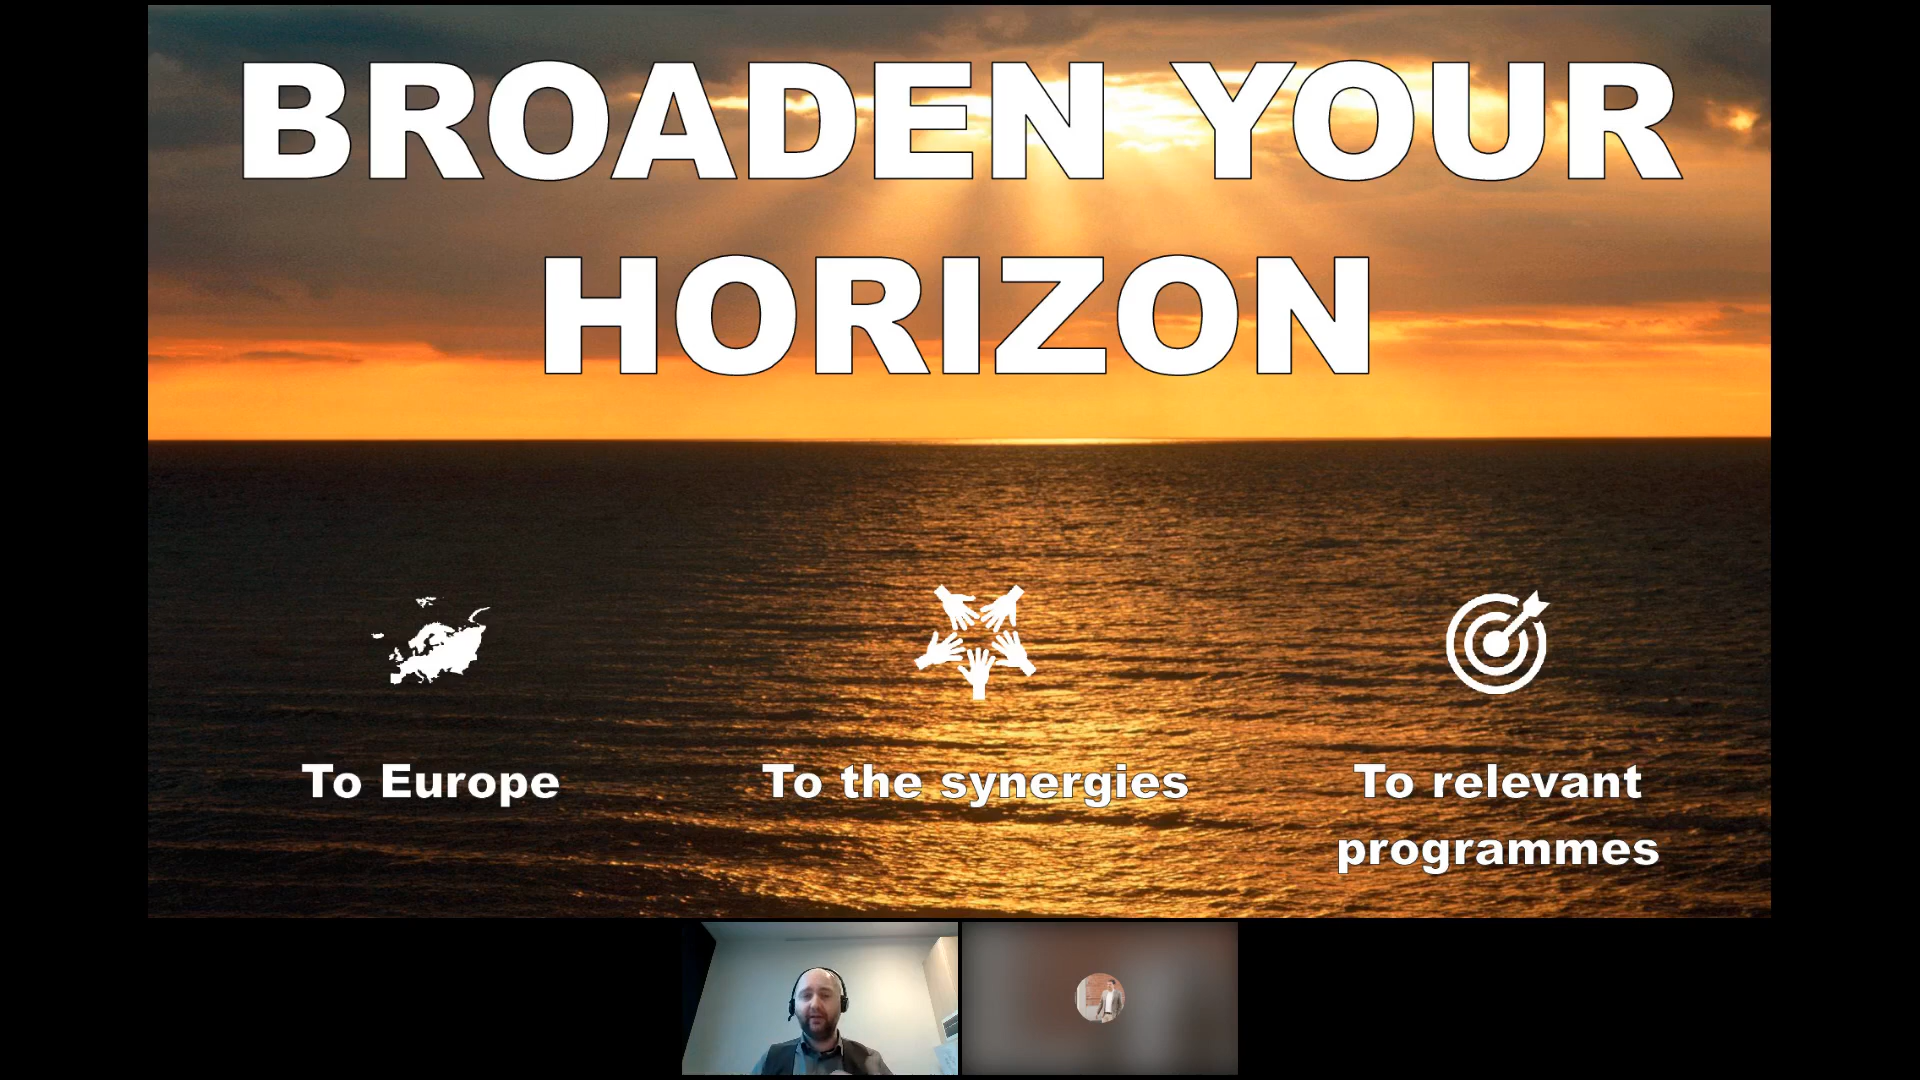 BROADEN YOUR
HORIZON
To Europe
To the synergies
To relevant
programmes